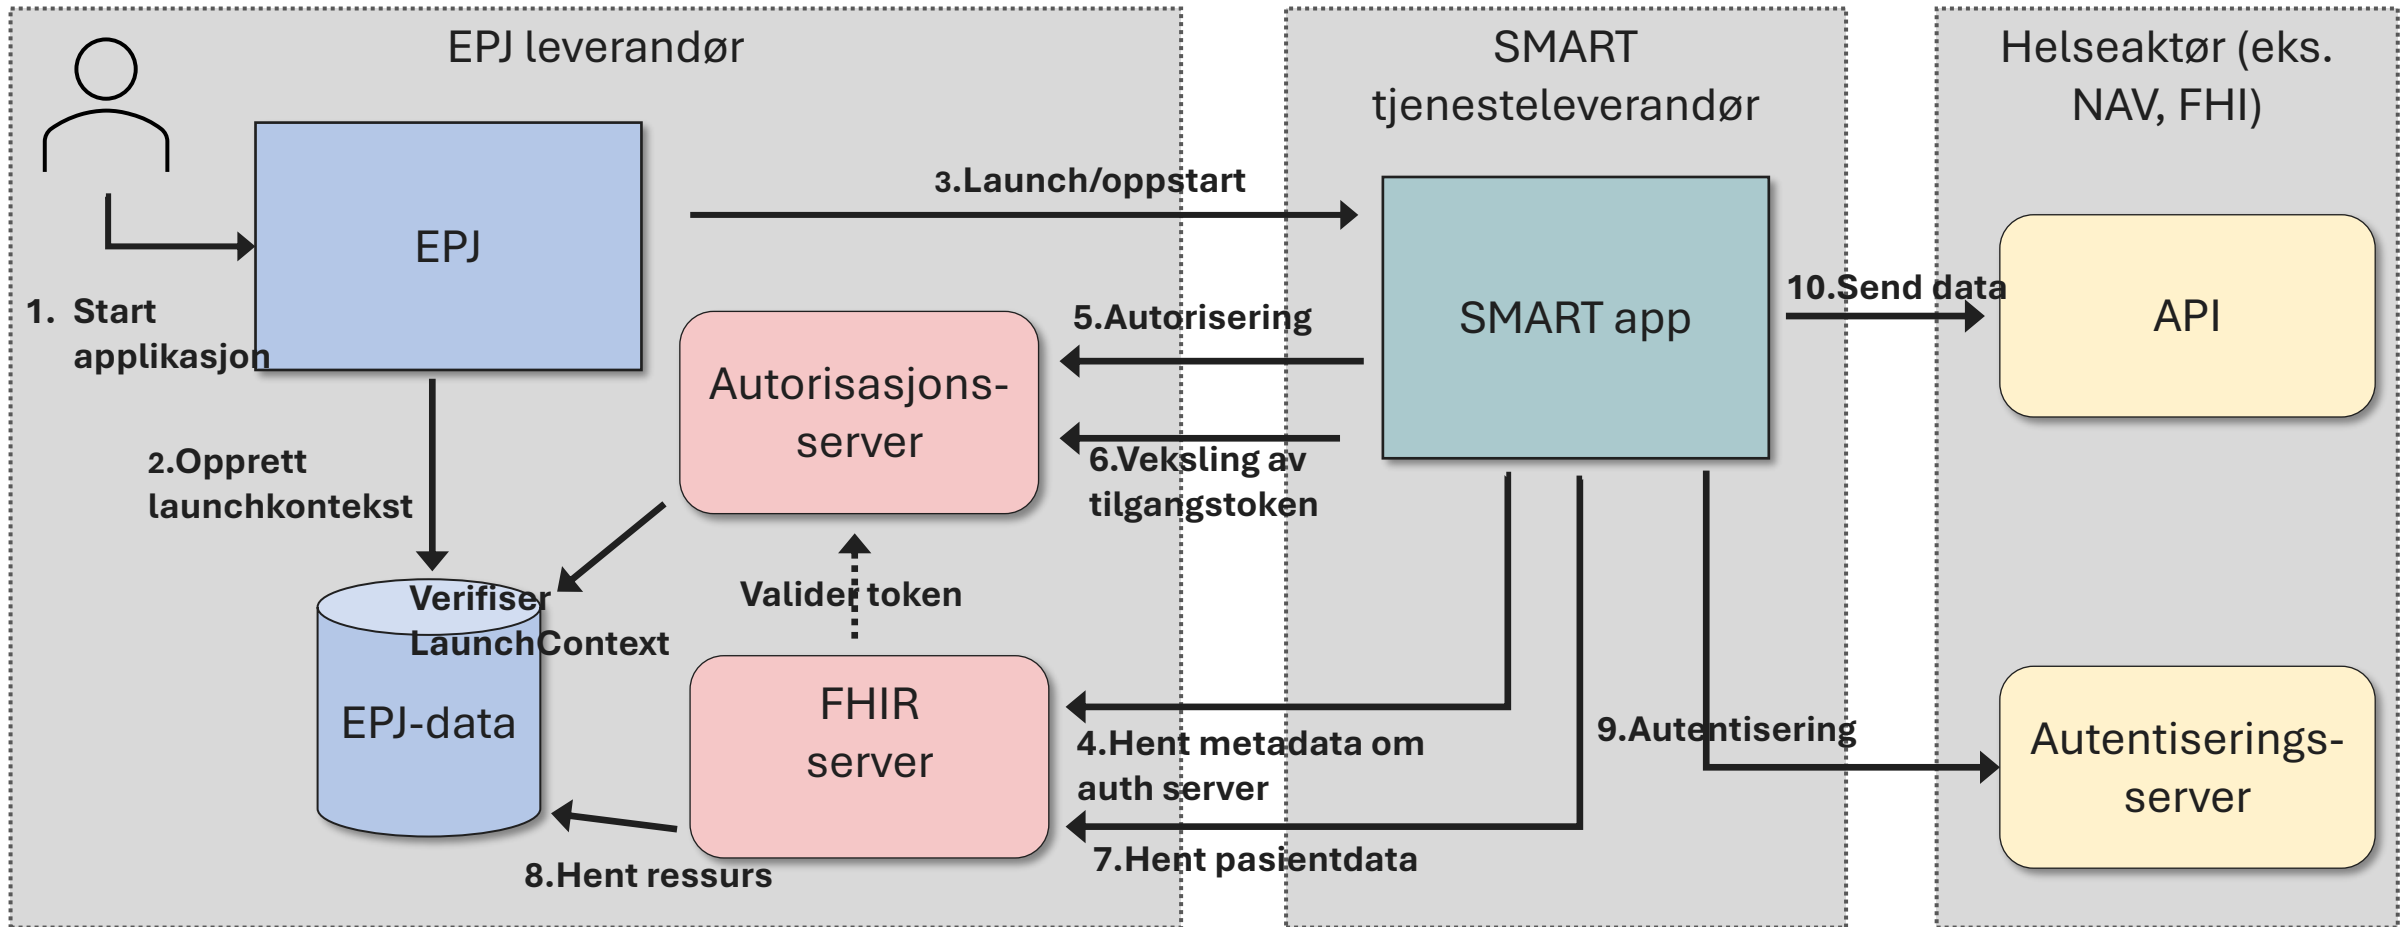 EPJ leverandør
SMART
tjenesteleverandør
Helseaktør (eks.
NAV, FHI)
EPJ
1. Start
applikasjon
2.Opprett
launchkontekst
3.Launch/oppstart
SMART app
10.Send data
API
5.Autorisering
Autorisasjons-
server
6.Veksling av
tilgangstoken
Verifiser
LaunchContext
Valider token
EPJ-data
FHIR
server
4.Hent metadata om
auth server
9.Autentisering
Autentiserings-
server
7.Hent pasientdata
8.Hent ressurs